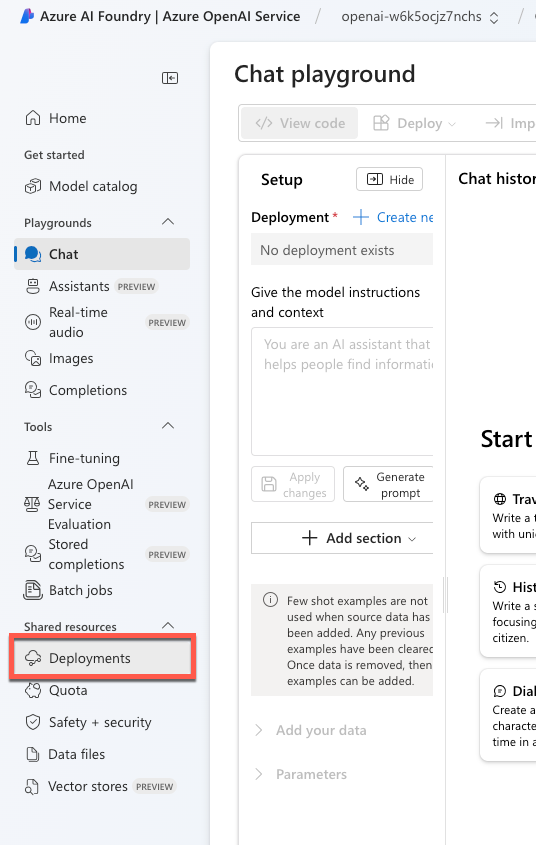 Azure AI Foundry | Azure OpenAI Service / openai-w6k5ocjz7nchs /
Home
Get started
Model catalog
Playgrounds
Chat
Assistants PREVIEW
Real-time
audio
PREVIEW
Images
Completions
Tools
Fine-tuning
Azure OpenAI
Service
Evaluation
PREVIEW
Stored
completions
PREVIEW
Batch jobs
Shared resources
Deployments
Quota
Safety + security
Data files
Vector stores PREVIEW
Chat playground
View code
Deploy
Imp
Setup
Hide
Deployment * Create ne
No deployment exists
Give the model instructions
and context
You are an AI assistant that
helps people find informatio
Apply
changes
Generate
prompt
Add section
Few shot examples are not
used when source data has
been added. Any previous
examples have been cleared
Once data is removed, then
examples can be added.
Add your data
Parameters
Chat histor
Start
Trav
Write a t
with uni
Hist
Write a s
focusing
citizen.
Dial
Create a
characte
time in a